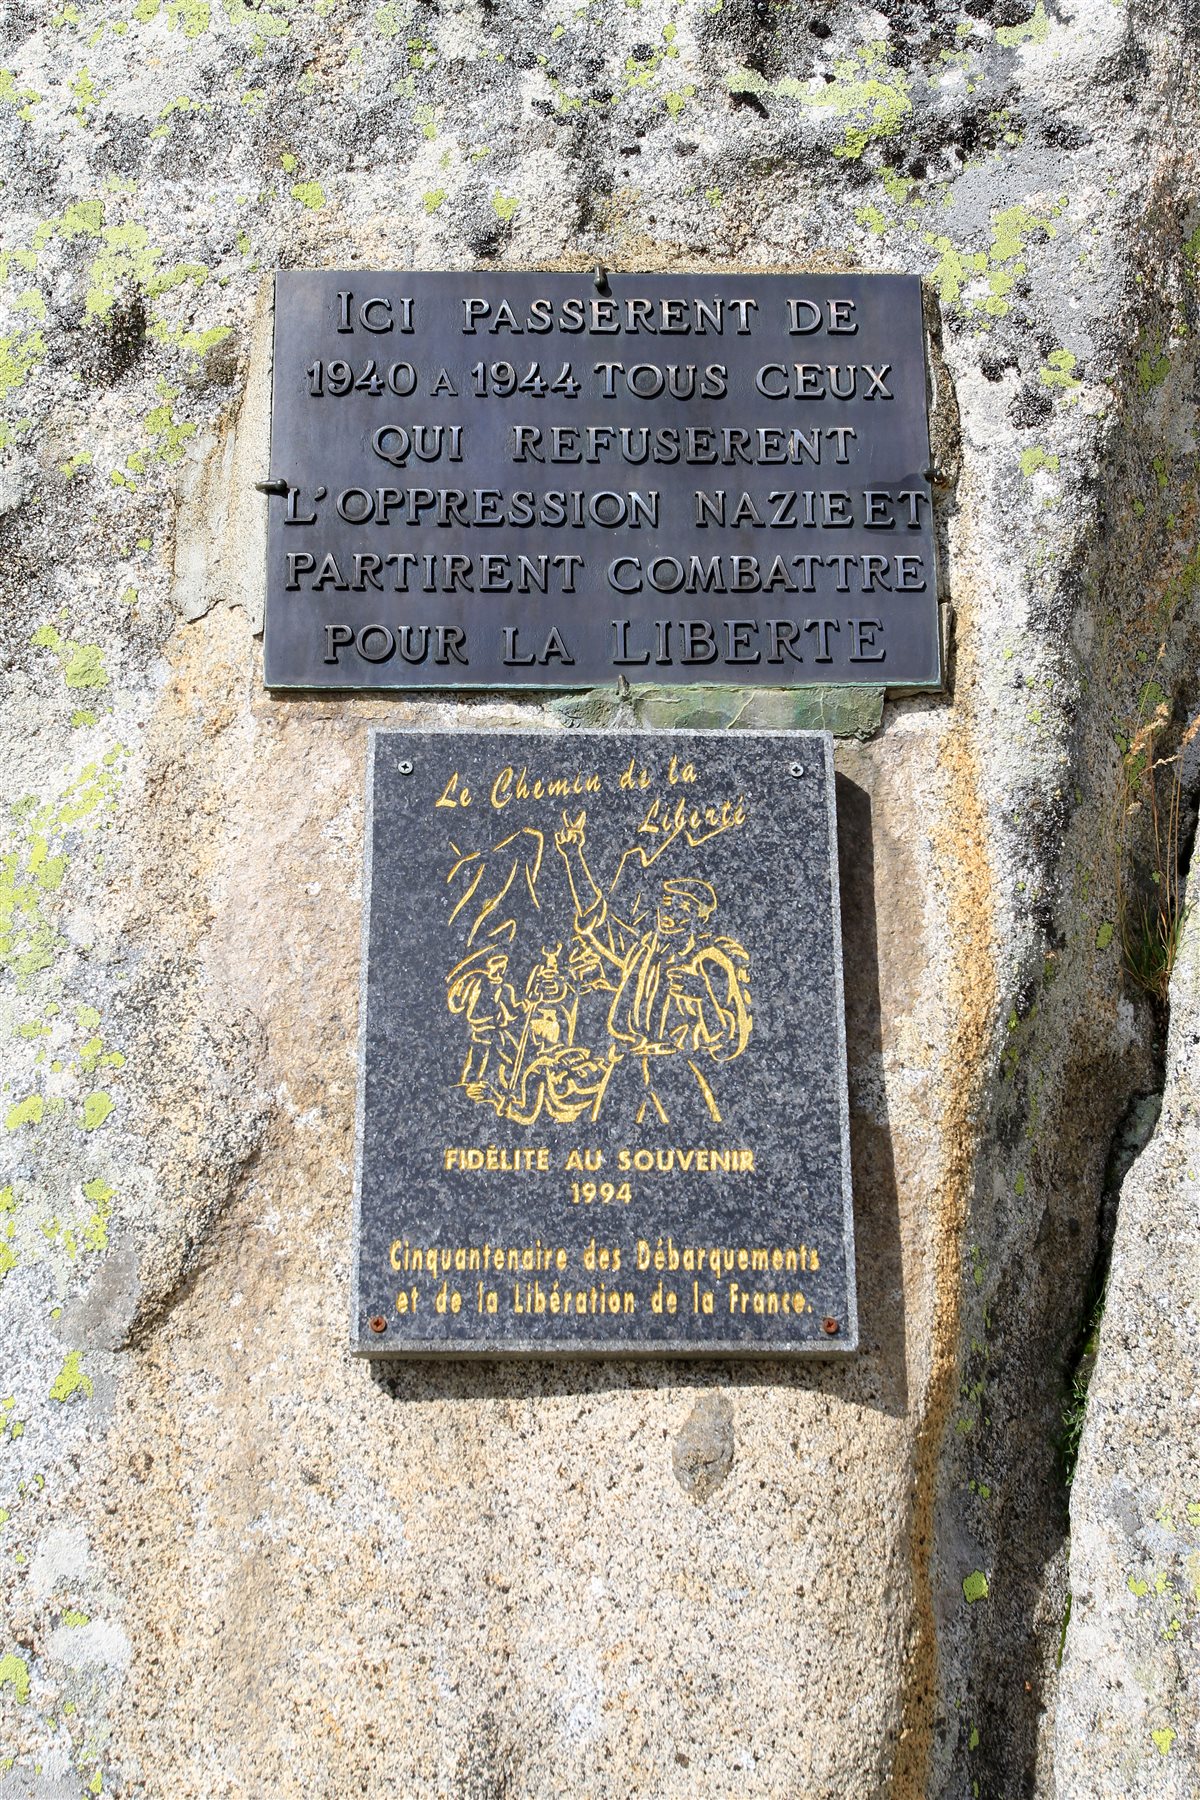 ICI PASSERENT DE
1940 A 1944 TOUS CEUX
QUI REFUSERENT
L'OPPRESSION NAZIE ET
PARTIRENT COMBATTRE
POUR LA LIBERTE
Le Chemin de la
Liberté
FIDÉLITE AU SOUVENIR
1994
Cinquantenaire des Débarquements
et de la Libération de la France.